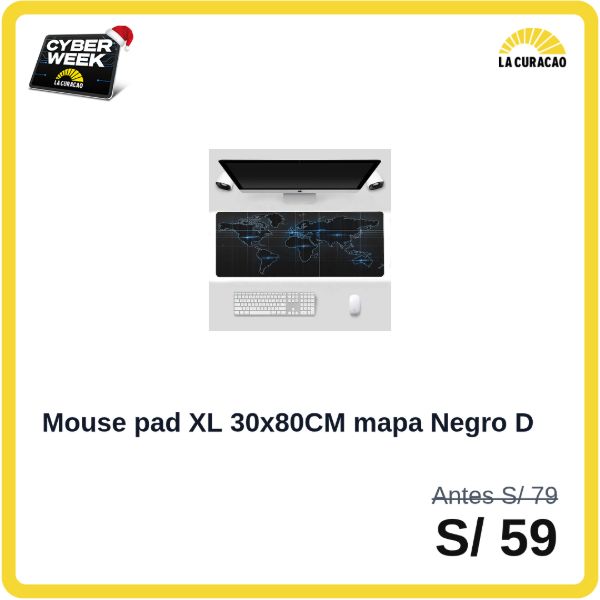 CYBER
WEEK
LA CURACAO
LA CURACAO
Mouse pad XL 30x80CM mapa Negro D
Antes S/ 79
S/ 59